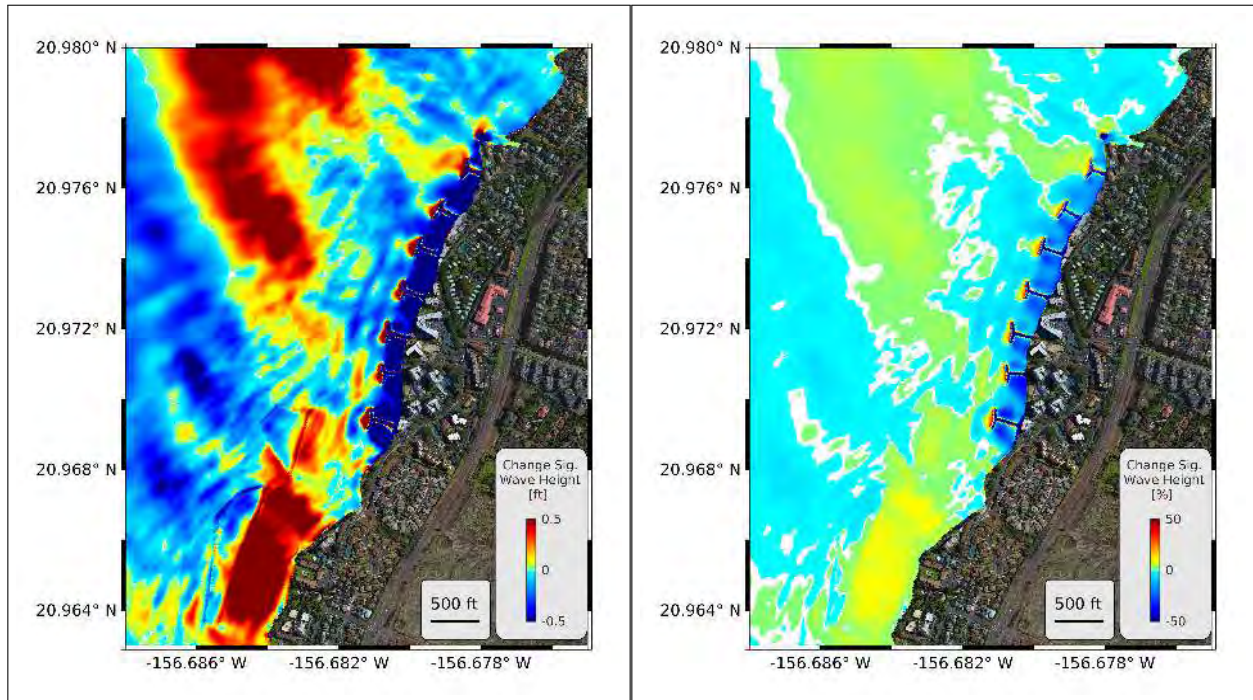 20.980° N
20.976° N
20.972° N
20.968° N
20.964° N
-156.686° W
-156.682° W
-156.678° W
500 ft
Change Sig.
Wave Height
[ft]
0.5
0
-0.5
20.980° N
20.976° N
20.972° N
20.968° N
20.964° N
-156.686° W
-156.682° W
-156.678° W
500 ft
Change Sig.
Wave Height
[%]
50
0
-50